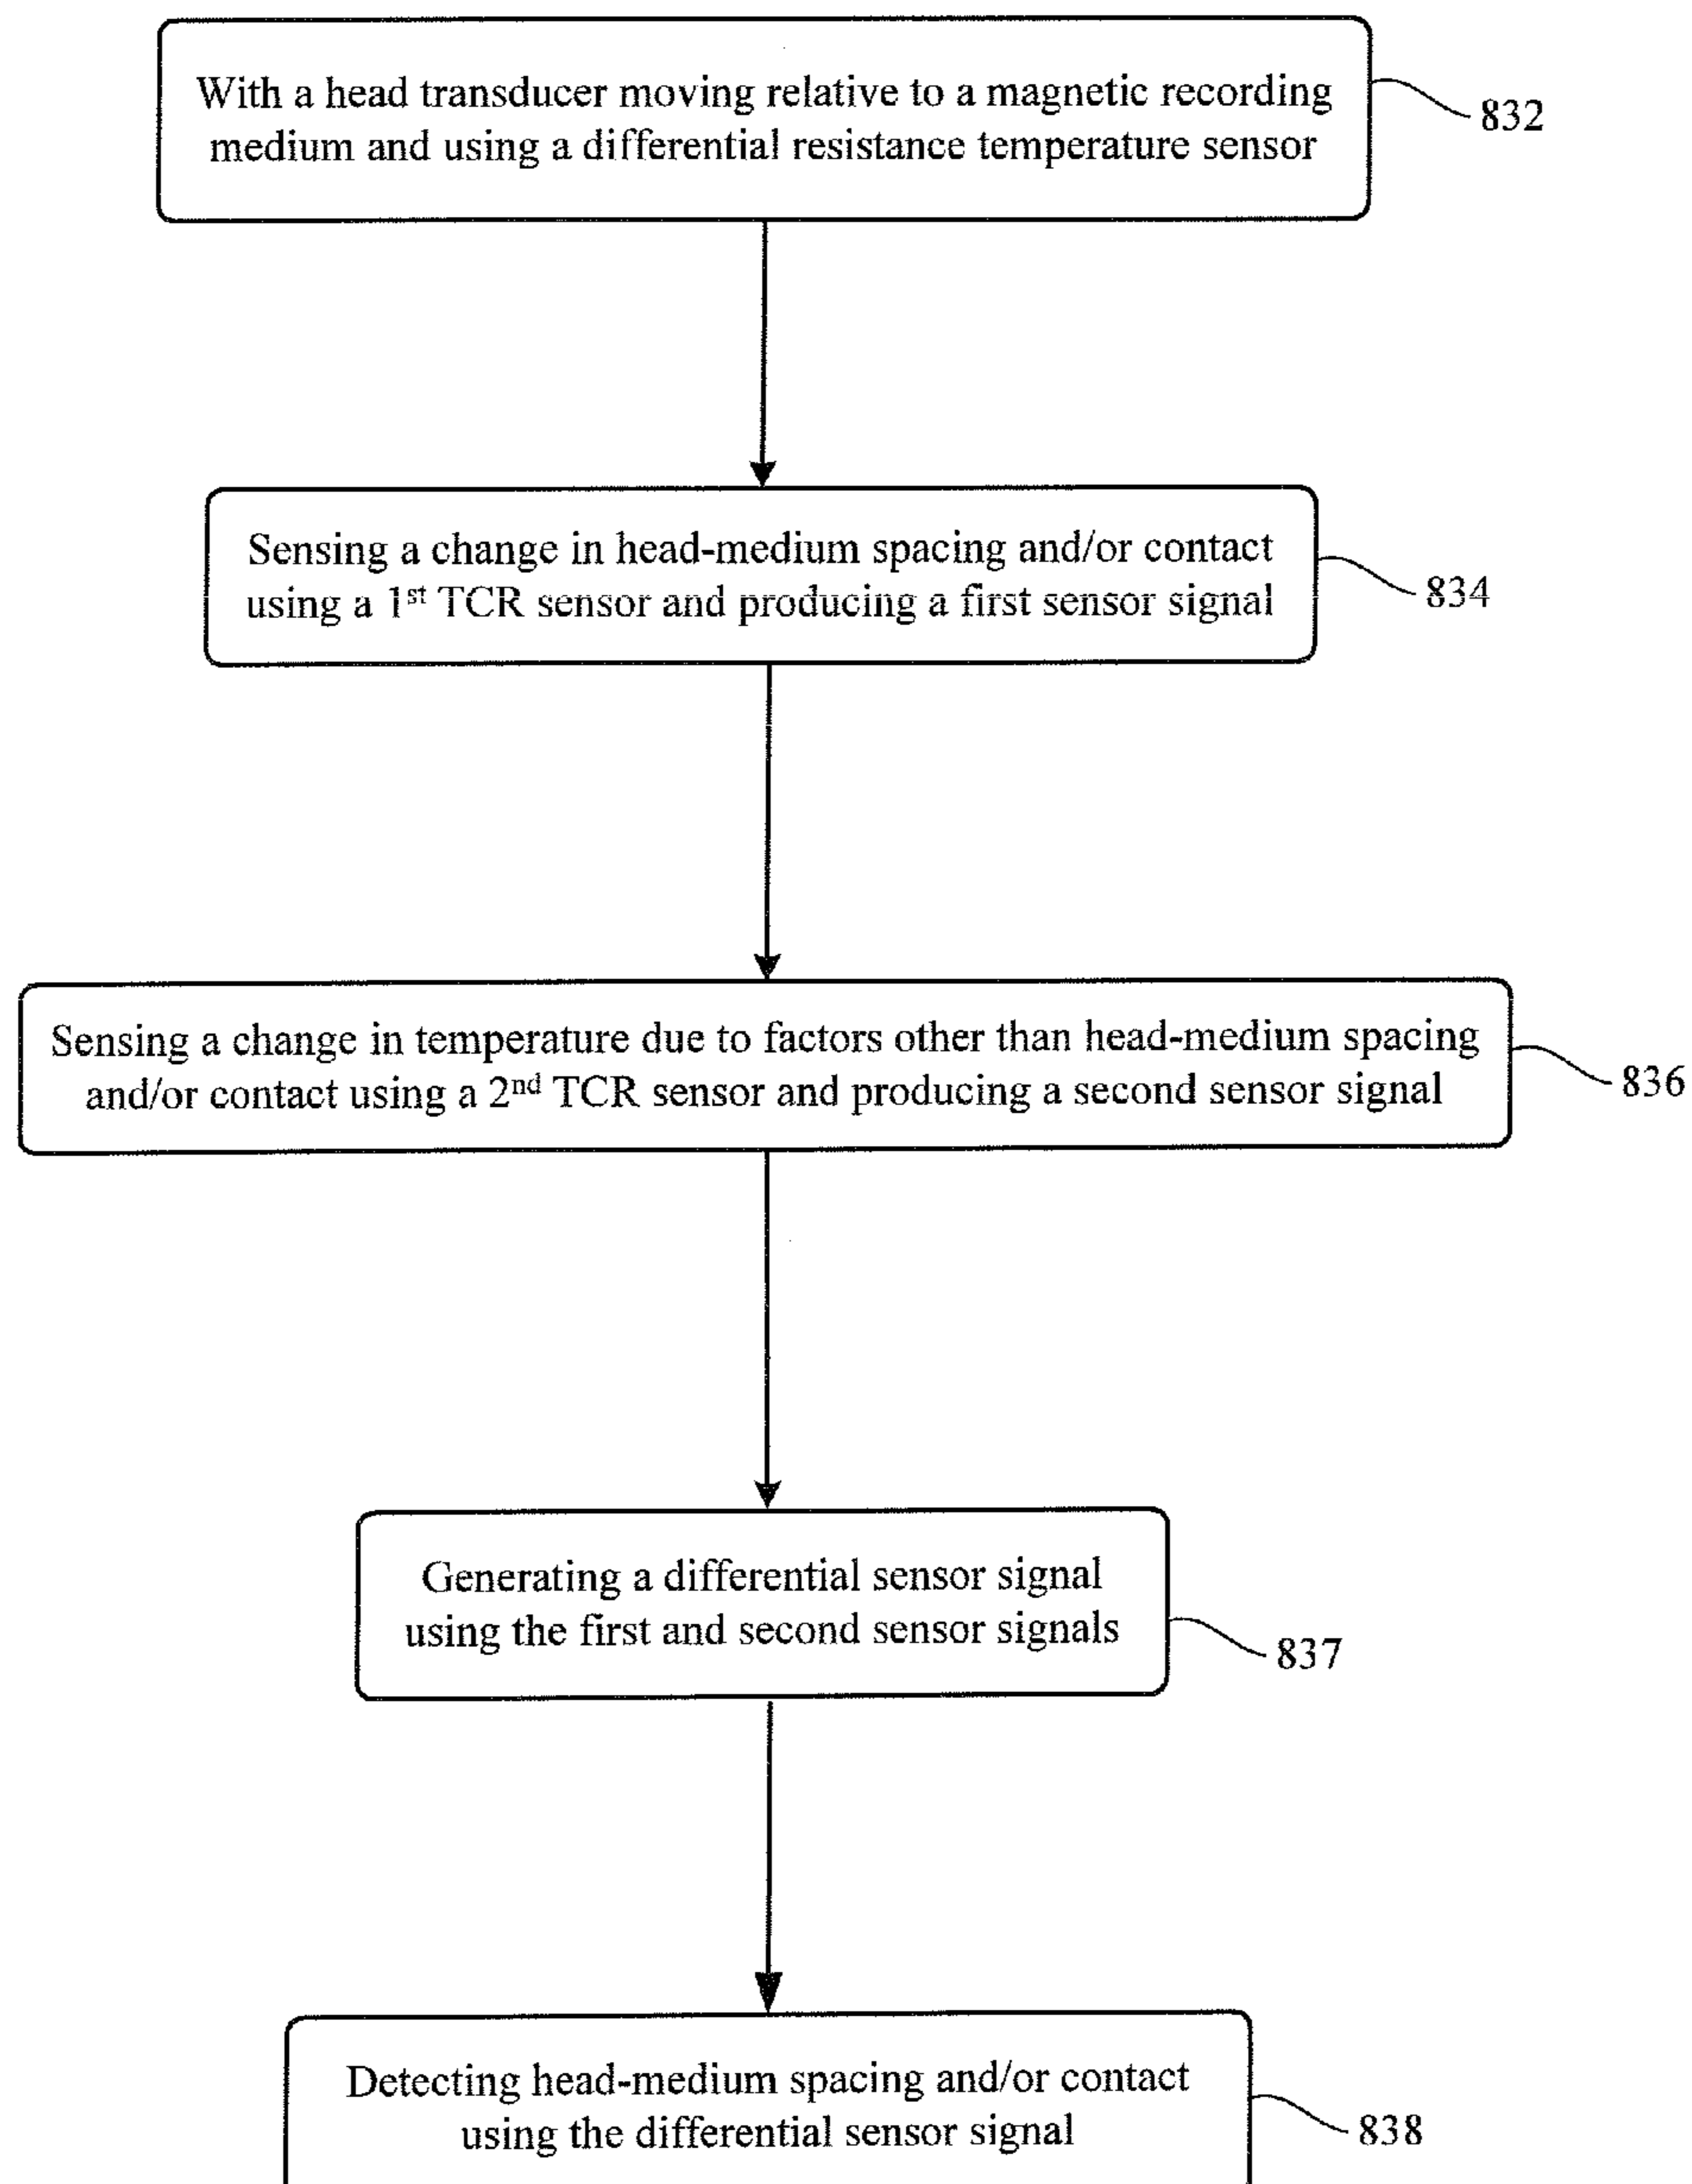 With a head transducer moving relative to a magnetic recording
medium and using a differential resistance temperature sensor
832
Sensing a change in head-medium spacing and/or contact
using a 1st TCR sensor and producing a first sensor signal
834
Sensing a change in temperature due to factors other than head-medium spacing
and/or contact using a 2nd TCR sensor and producing a second sensor signal
836
Generating a differential sensor signal
using the first and second sensor signals
837
Detecting head-medium spacing and/or contact
using the differential sensor signal
838